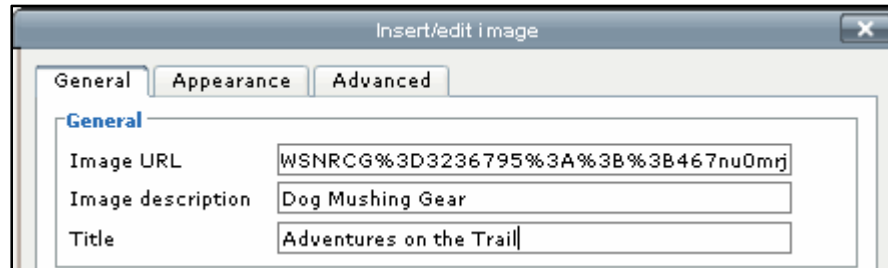 Insert/edit image
General Appearance Advanced
General
Image URL WSNRCG%3D3236795%3A%3B%3B467nu0mrj
Image description Dog Mushing Gear
Title Adventures on the Trail